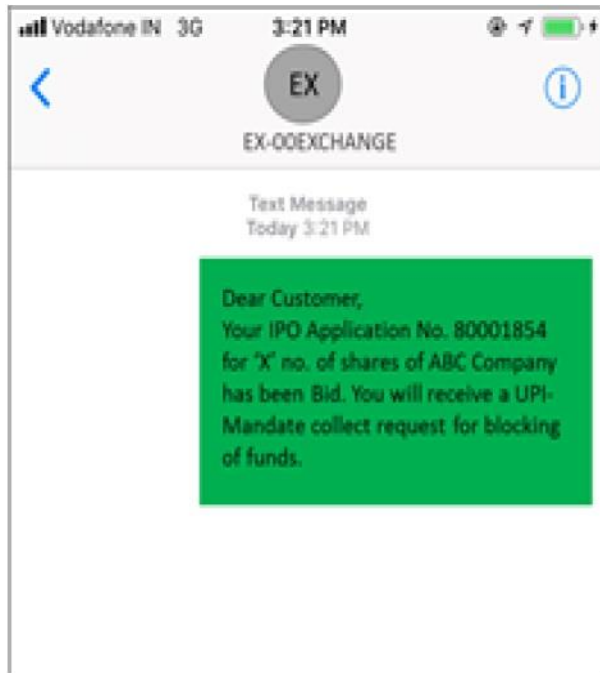 Vodafone IN 3G 3:21 PM
EX
EX-OOEXCHANGE
Text Message
Today 3:21 PM
Dear Customer,
Your IPO Application No. 80001854
for 'X' no. of shares of ABC Company
has been Bid. You will receive a UPI-
Mandate collect request for blocking
of funds.